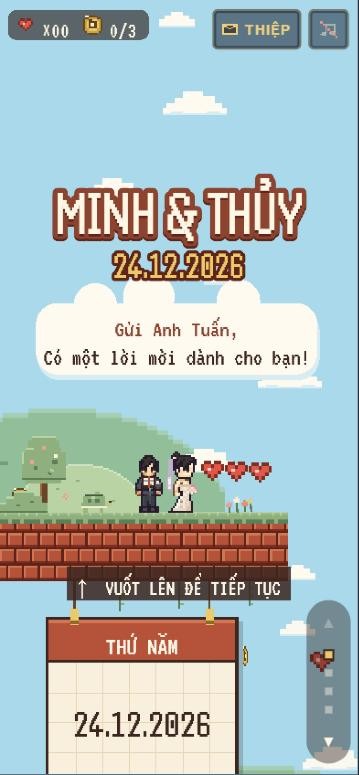 x00 0/3
THIỆP
MINH & THỦY
24.12.2026
Gửi Anh Tuấn,
Có một lời mời dành cho bạn!
↑ VUỐT LÊN ĐỂ TIẾP TỤC
THỨ NĂM
24.12.2026